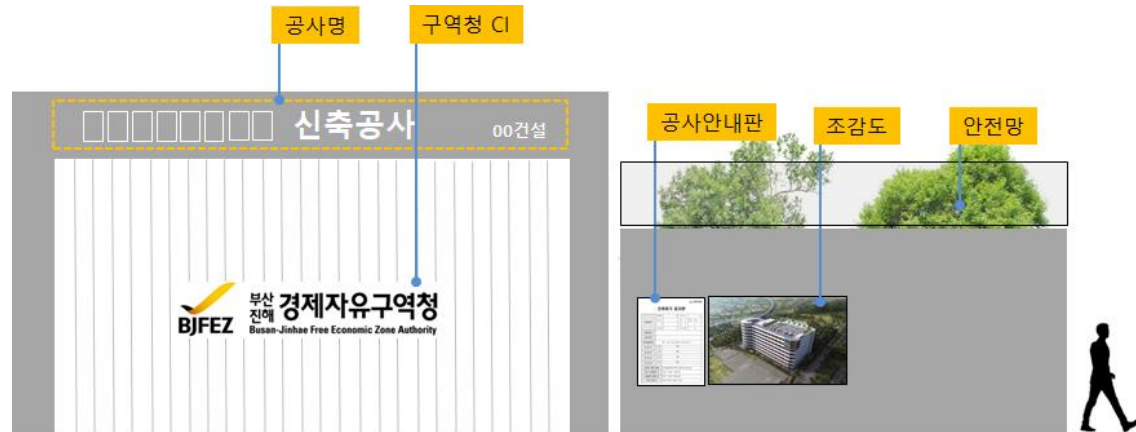 공사명
구역청 CI
□□□□□□□□ 신축공사
00건설
공사안내판
조감도
안전망
BJFEZ
부산
진해
경제자유구역청
Busan-Jinhae Free Economic Zone Authority